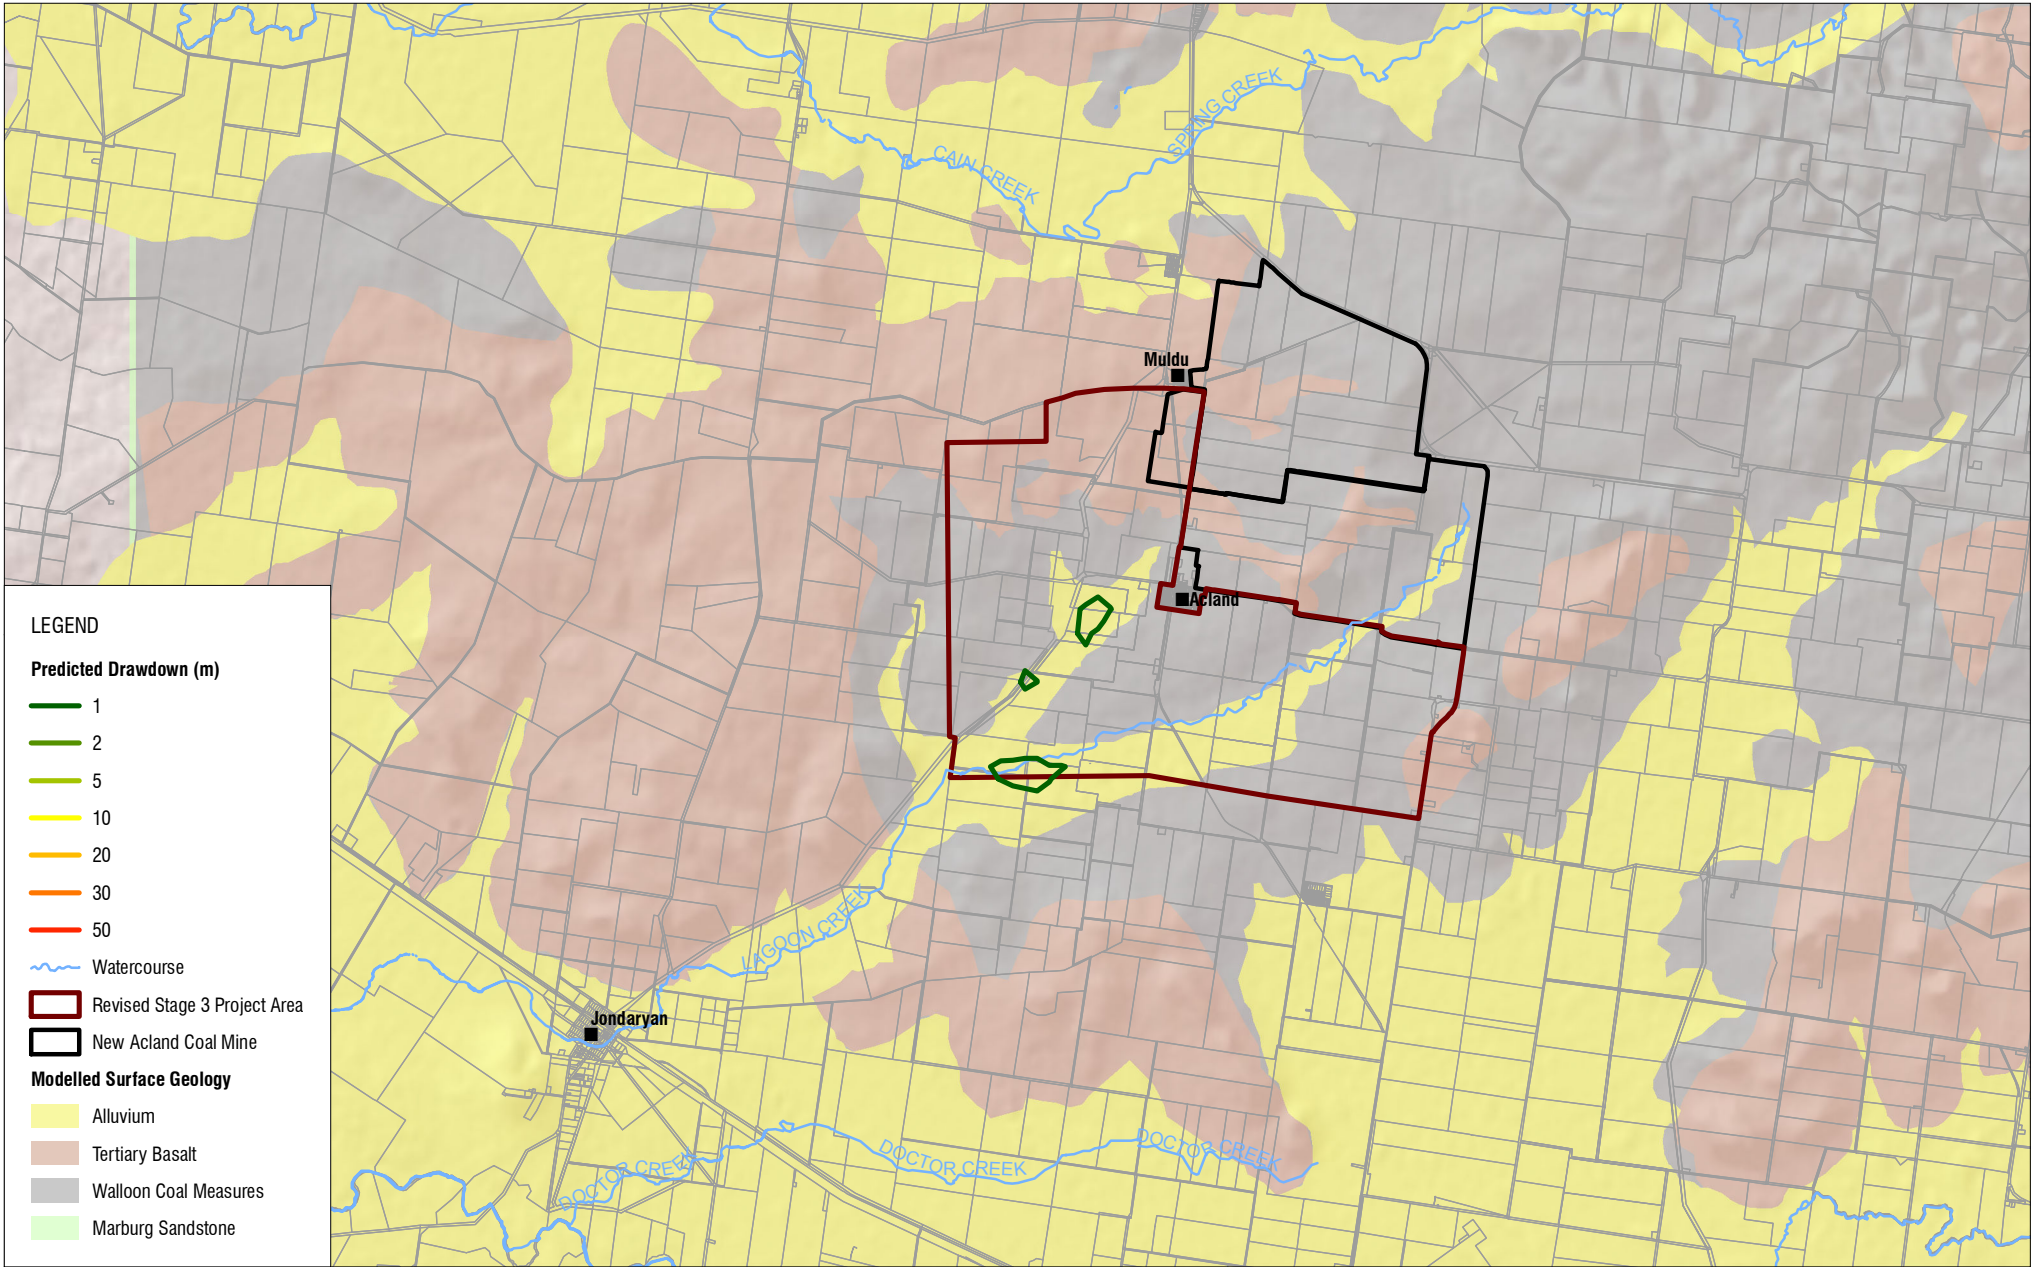 SPRING CREEK
CAIN CREEK
Muldu
Acland
LEGEND
Predicted Drawdown (m)
1
2
5
10
20
30
50
Watercourse
Revised Stage 3 Project Area
New Acland Coal Mine
Modelled Surface Geology
Alluvium
Tertiary Basalt
Walloon Coal Measures
Marburg Sandstone
LAGOON CREEK
Jondaryan
DOCTOR CREEK
DOCTOR CREEK
DOCTOR CREEK